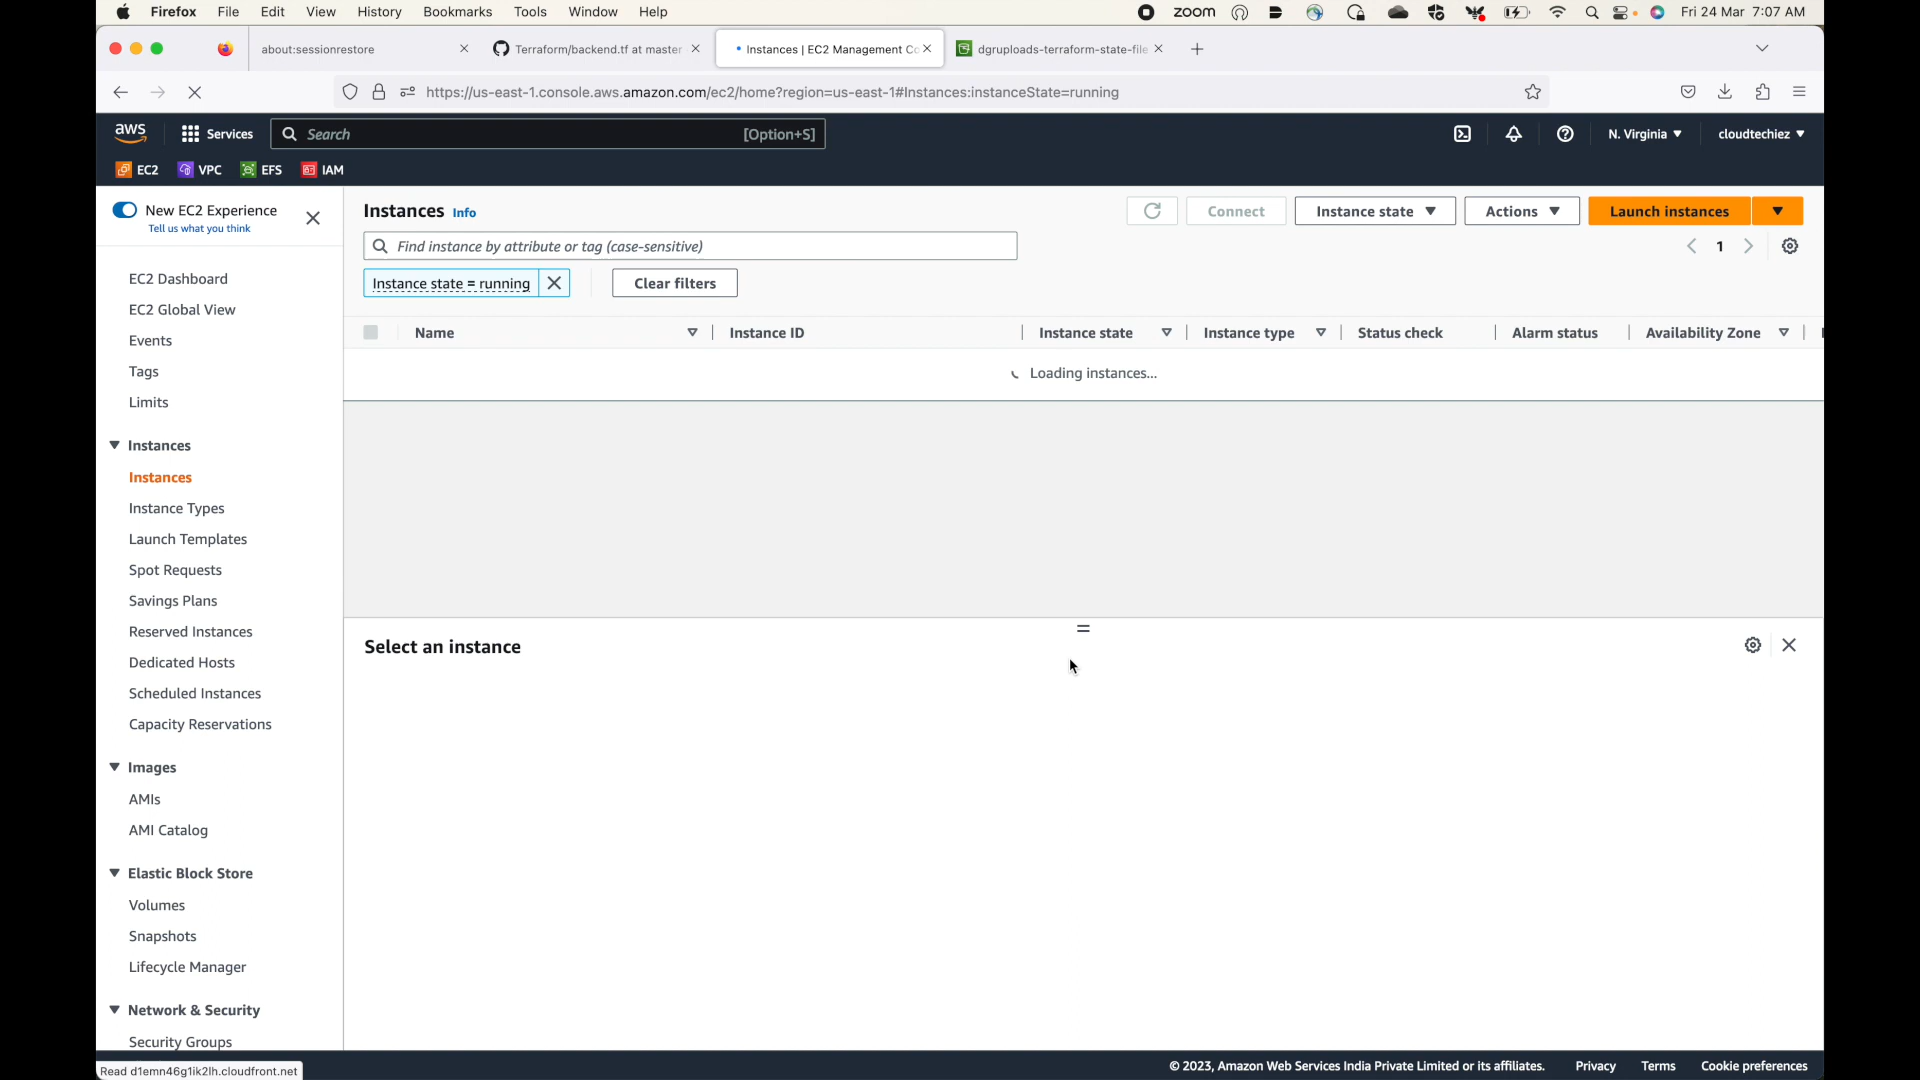 Firefox File Edit View History Bookmarks Tools Window Help zoom Fri 24 Mar 7:07 AM
about:sessionrestore Terraform/backend.tf at master Instances | EC2 Management Co dgruploads-terraform-state-file
https://us-east-1.console.aws.amazon.com/ec2/home?region=us-east-1#Instances:instanceState=running
aws Services Search [Option+S] N. Virginia cloudtechiez
EC2 VPC EFS IAM
New EC2 Experience
Tell us what you think
EC2 Dashboard
EC2 Global View
Events
Tags
Limits
Instances
Instances
Instance Types
Launch Templates
Spot Requests
Savings Plans
Reserved Instances
Dedicated Hosts
Scheduled Instances
Capacity Reservations
Images
AMIs
AMI Catalog
Elastic Block Store
Volumes
Snapshots
Lifecycle Manager
Network & Security
Security Groups
Instances Info Connect Instance state Actions Launch instances
Find instance by attribute or tag (case-sensitive) 1
Instance state = running Clear filters
Name Instance ID Instance state Instance type Status check Alarm status Availability Zone
Loading instances...
Select an instance
Read d1emn46g1ik2lh.cloudfront.net
© 2023, Amazon Web Services India Private Limited or its affiliates. Privacy Terms Cookie preferences